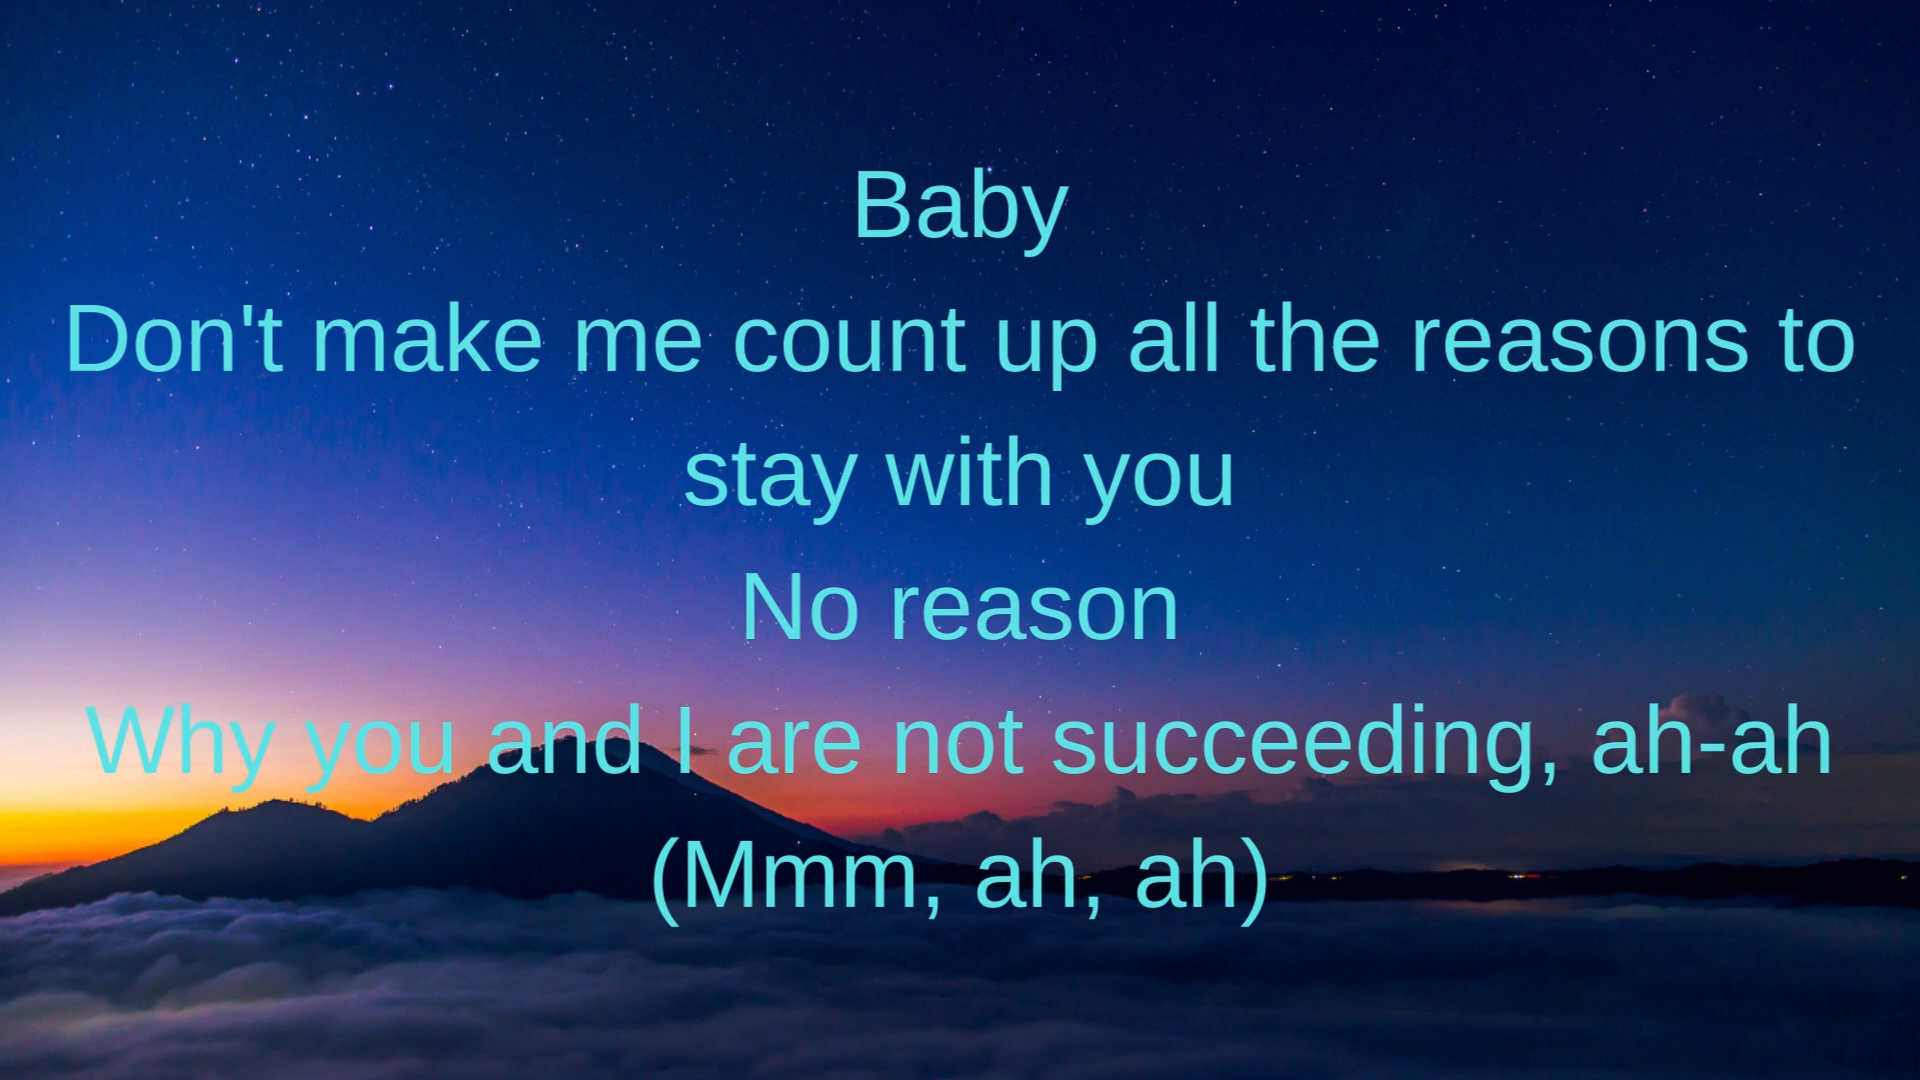 Baby
Don't make me count up all the reasons to
stay with you
No reason
Why you and I are not succeeding, ah-ah
(Mmm, ah, ah)